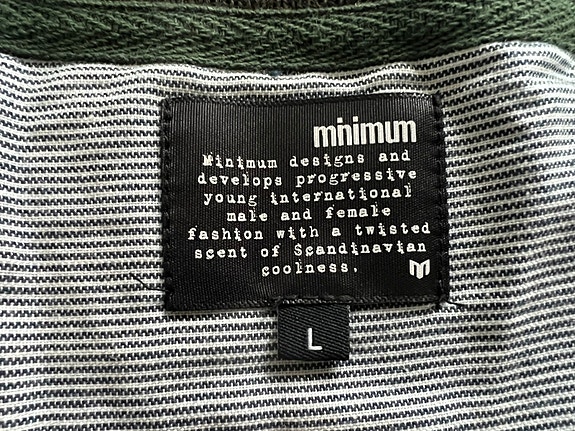 minimum
Minimum designs and
develops progressive
young international
male and female
fashion with a twisted
scent of Scandinavian
coolness.
M
L